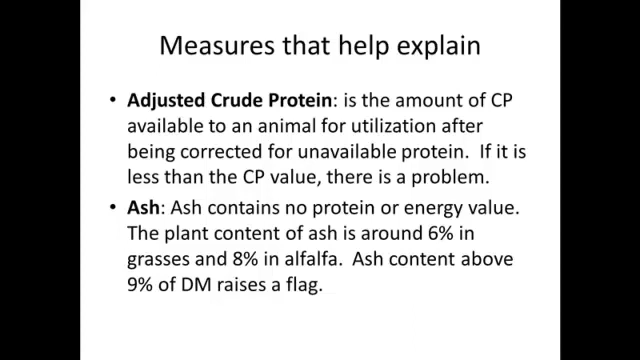 Measures that help explain
• Adjusted Crude Protein: is the amount of CP
available to an animal for utilization after
being corrected for unavailable protein.  If it is
less than the CP value, there is a problem.
• Ash: Ash contains no protein or energy value.
The plant content of ash is around 6% in
grasses and 8% in alfalfa.  Ash content above
9% of DM raises a flag.